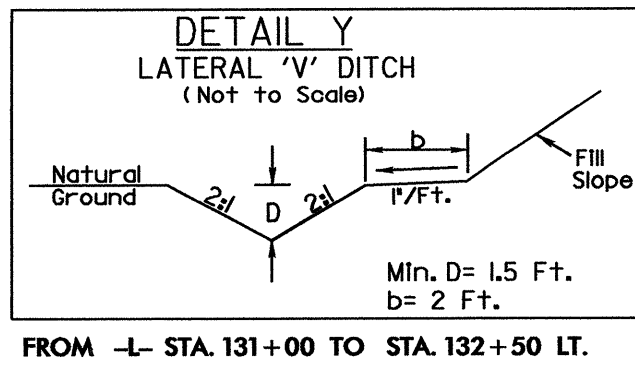 DETAIL Y
LATERAL 'V' DITCH
(Not to Scale)
b
Natural
Ground
2:1
D
2:1
1"/Ft.
Fill
Slope
Min. D= 1.5 Ft.
b= 2 Ft.
FROM -L- STA. 131+00 TO STA. 132+50 LT.